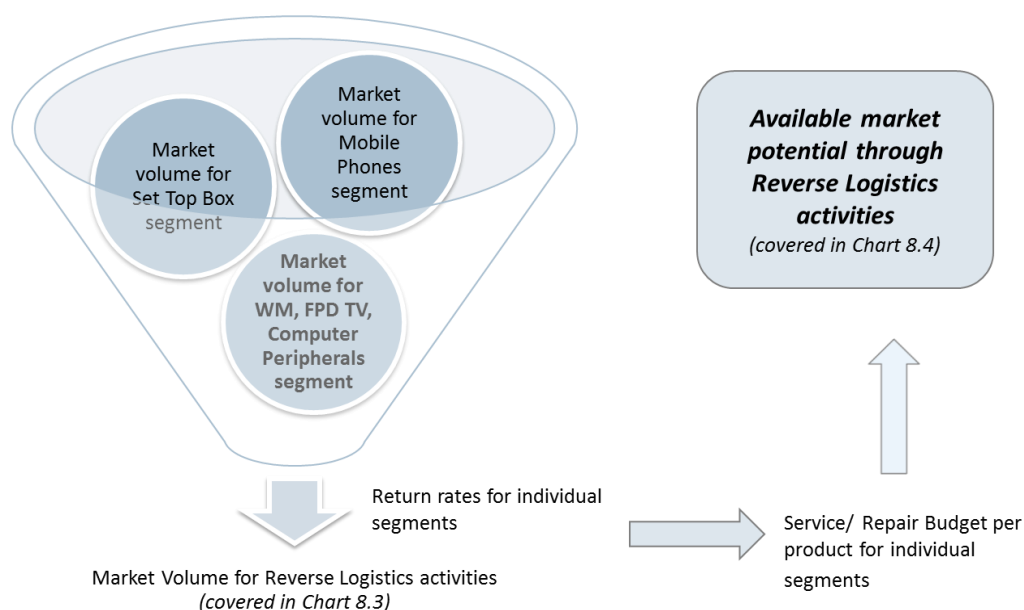 Market
volume for
Mobile
Phones
segment
Market
volume for
Set Top Box
segment
Market
volume for
WM, FPD TV,
Computer
Peripherals
segment
Available market
potential through
Reverse Logistics
activities
(covered in Chart 8.4)
Return rates for individual
segments
Service/ Repair Budget per
product for individual
segments
Market Volume for Reverse Logistics activities
(covered in Chart 8.3)